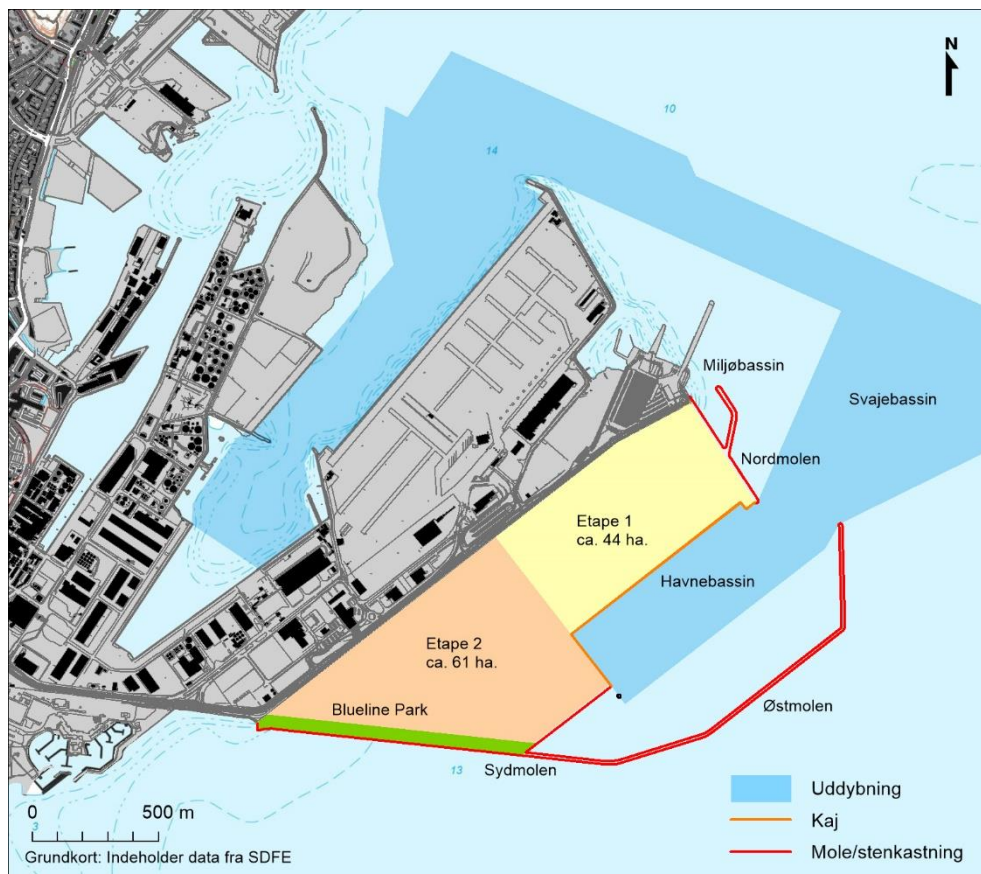 N
10
14
Miljøbassin
Svajebassin
Nordmolen
Etape 1
ca. 44 ha.
Havnebassin
Etape 2
ca. 61 ha.
Blueline Park
Østmolen
13
Sydmolen
0 500 m
3
Grundkort: Indeholder data fra SDFE
Uddybning
Kaj
Mole/stenkastning